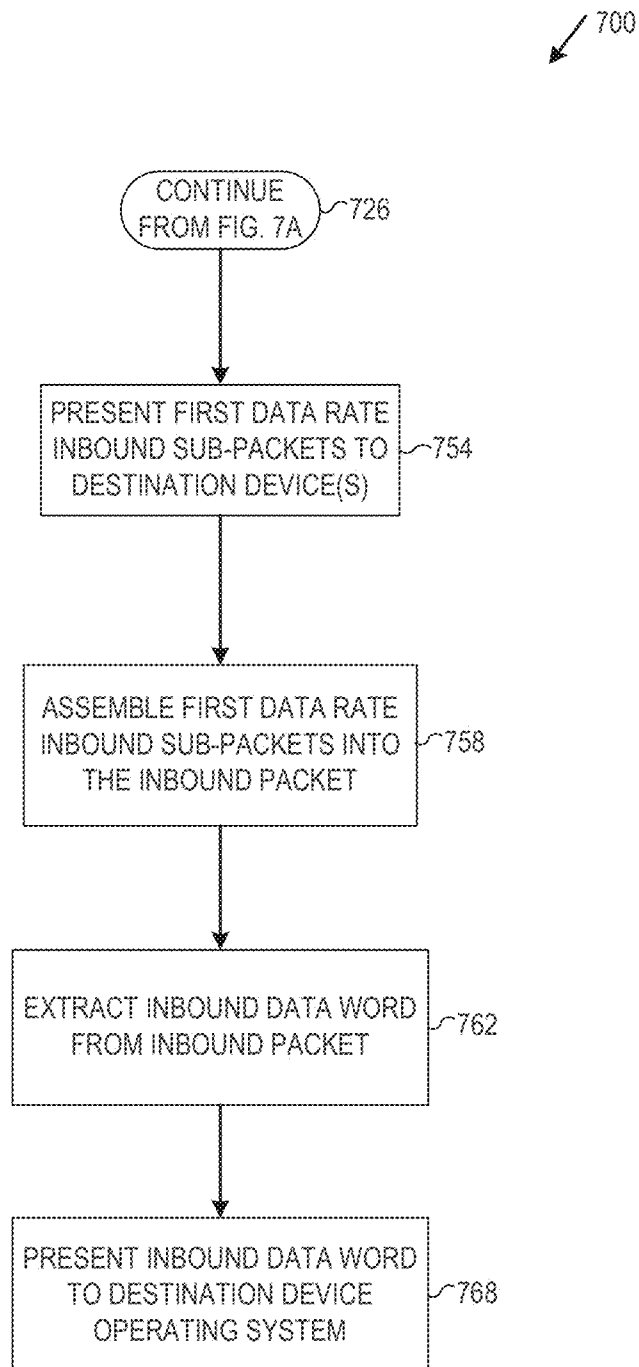 700
CONTINUE
FROM FIG. 7A
726
PRESENT FIRST DATA RATE
INBOUND SUB-PACKETS TO
DESTINATION DEVICE(S)
754
ASSEMBLE FIRST DATA RATE
INBOUND SUB-PACKETS INTO
THE INBOUND PACKET
758
EXTRACT INBOUND DATA WORD
FROM INBOUND PACKET
762
PRESENT INBOUND DATA WORD
TO DESTINATION DEVICE
OPERATING SYSTEM
768